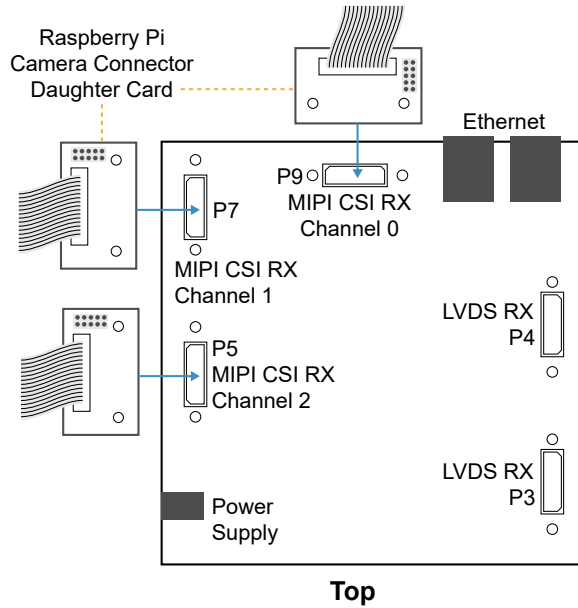 Raspberry Pi
Camera Connector
Daughter Card
Ethernet
P9
MIPI CSI RX
Channel 0
P7
MIPI CSI RX
Channel 1
LVDS RX
P4
P5
MIPI CSI RX
Channel 2
LVDS RX
P3
Power
Supply
Top